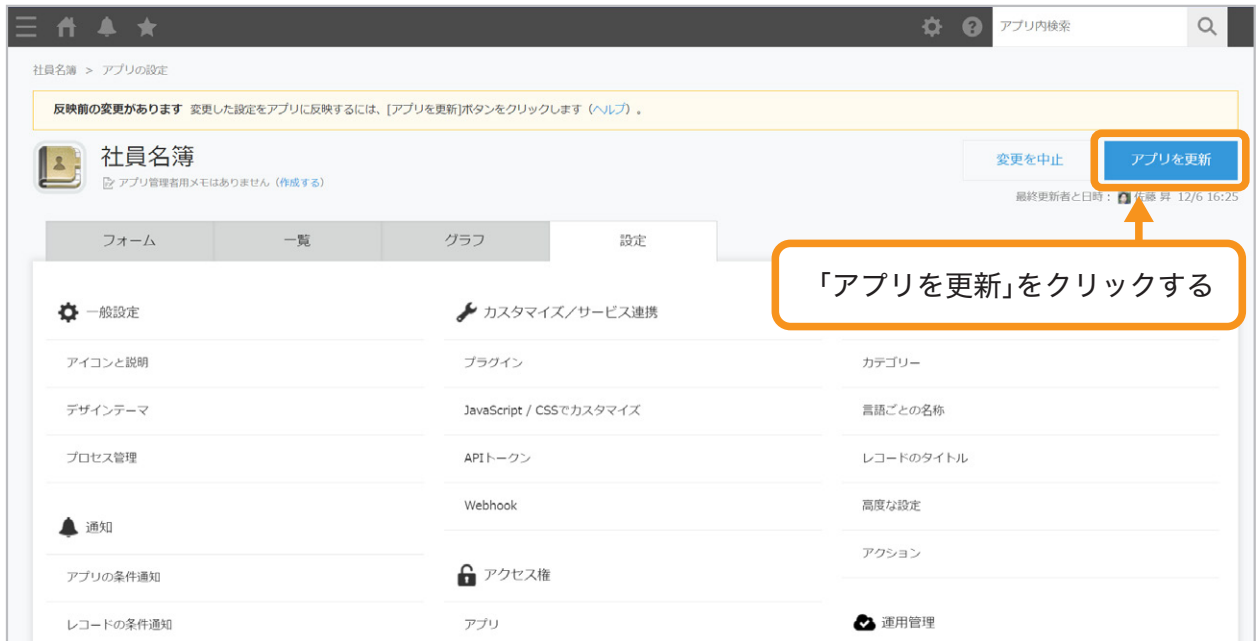 アプリ内検索
社員名簿 > アプリの設定
反映前の変更があります 変更した設定をアプリに反映するには、[アプリを更新]ボタンをクリックします（ヘルプ）。
社員名簿
変更を中止
アプリを更新
アプリ管理者用メモはありません（作成する）
最終更新者と日時： 佐藤 昇 12/6 16:25
フォーム
一覧
グラフ
設定
「アプリを更新」をクリックする
一般設定
アイコンと説明
デザインテーマ
プロセス管理
通知
アプリの条件通知
レコードの条件通知
カスタマイズ／サービス連携
プラグイン
JavaScript / CSSでカスタマイズ
APIトークン
Webhook
アクセス権
アプリ
カテゴリー
言語ごとの名称
レコードのタイトル
高度な設定
アクション
運用管理